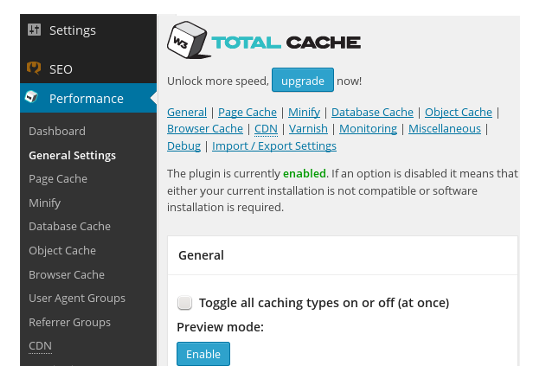 Settings
SEO
Performance
Dashboard
General Settings
Page Cache
Minify
Database Cache
Object Cache
Browser Cache
User Agent Groups
Referrer Groups
CDN
W3 TOTAL CACHE
Unlock more speed, upgrade now!
General | Page Cache | Minify | Database Cache | Object Cache |
Browser Cache | CDN | Varnish | Monitoring | Miscellaneous |
Debug | Import / Export Settings
The plugin is currently enabled. If an option is disabled it means that
either your current installation is not compatible or software
installation is required.
General
Toggle all caching types on or off (at once)
Preview mode:
Enable